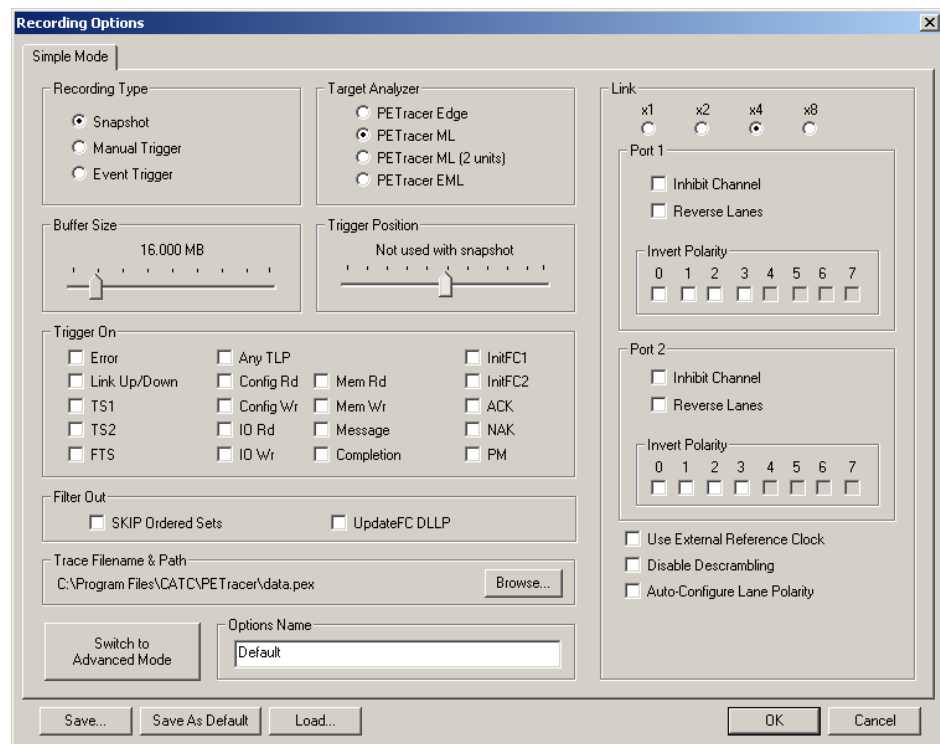 Recording Options
Simple Mode
Recording Type
Snapshot
Manual Trigger
Event Trigger
Target Analyzer
PETracer Edge
PETracer ML
PETracer ML (2 units)
PETracer EML
Buffer Size
16.000 MB
Trigger Position
Not used with snapshot
Trigger On
Error
Link Up/Down
TS1
TS2
FTS
Any TLP
Config Rd
Config Wr
IO Rd
IO Wr
Mem Rd
Mem Wr
Message
Completion
InitFC1
InitFC2
ACK
NAK
PM
Filter Out
SKIP Ordered Sets
UpdateFC DLLP
Trace Filename & Path
C:\Program Files\CATC\PETracer\data.pex
Browse...
Switch to
Advanced Mode
Options Name
Default
Link
x1 x2 x4 x8
Port 1
Inhibit Channel
Reverse Lanes
Invert Polarity
0 1 2 3 4 5 6 7
Port 2
Inhibit Channel
Reverse Lanes
Invert Polarity
0 1 2 3 4 5 6 7
Use External Reference Clock
Disable Descrambling
Auto-Configure Lane Polarity
Save...
Save As Default
Load...
OK
Cancel